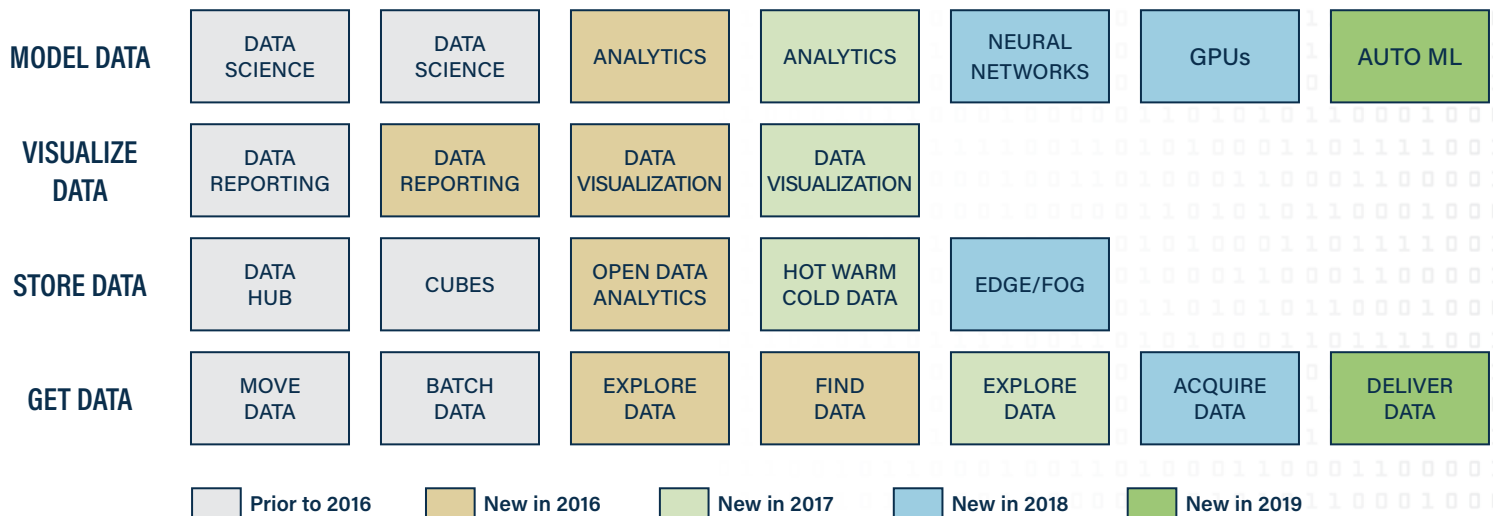 MODEL DATA
DATA
SCIENCE
DATA
SCIENCE
ANALYTICS
ANALYTICS
NEURAL
NETWORKS
GPUs
AUTO ML
VISUALIZE
DATA
DATA
REPORTING
DATA
REPORTING
DATA
VISUALIZATION
DATA
VISUALIZATION
STORE DATA
DATA
HUB
CUBES
OPEN DATA
ANALYTICS
HOT WARM
COLD DATA
EDGE/FOG
GET DATA
MOVE
DATA
BATCH
DATA
EXPLORE
DATA
FIND
DATA
EXPLORE
DATA
ACQUIRE
DATA
DELIVER
DATA
Prior to 2016
New in 2016
New in 2017
New in 2018
New in 2019